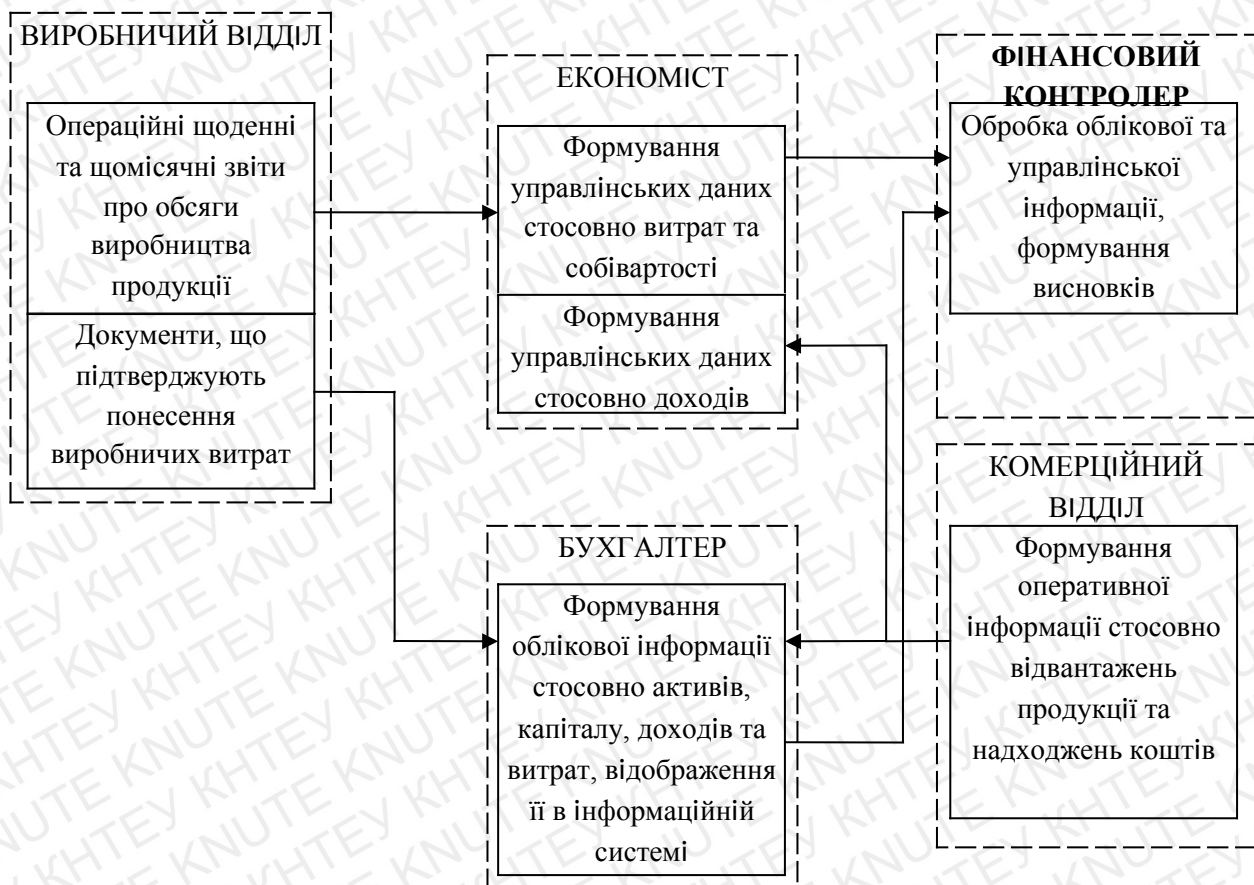 ВИРОБНИЧИЙ ВІДДІЛ
Операційні щоденні
та щомісячні звіти
про обсяги
виробництва
продукції
Документи, що
підтверджують
понесення
виробничих витрат
ЕКОНОМІСТ
Формування
управлінських даних
стосовно витрат та
собівартості
Формування
управлінських даних
стосовно доходів
БУХГАЛТЕР
Формування
облікової інформації
стосовно активів,
капіталу, доходів та
витрат, відображення
її в інформаційній
системі
ФІНАНСОВИЙ
КОНТРОЛЕР
Обробка облікової та
управлінської
інформації,
формування
висновків
КОМЕРЦІЙНИЙ
ВІДДІЛ
Формування
оперативної
інформації стосовно
відвантажень
продукції та
надходжень коштів